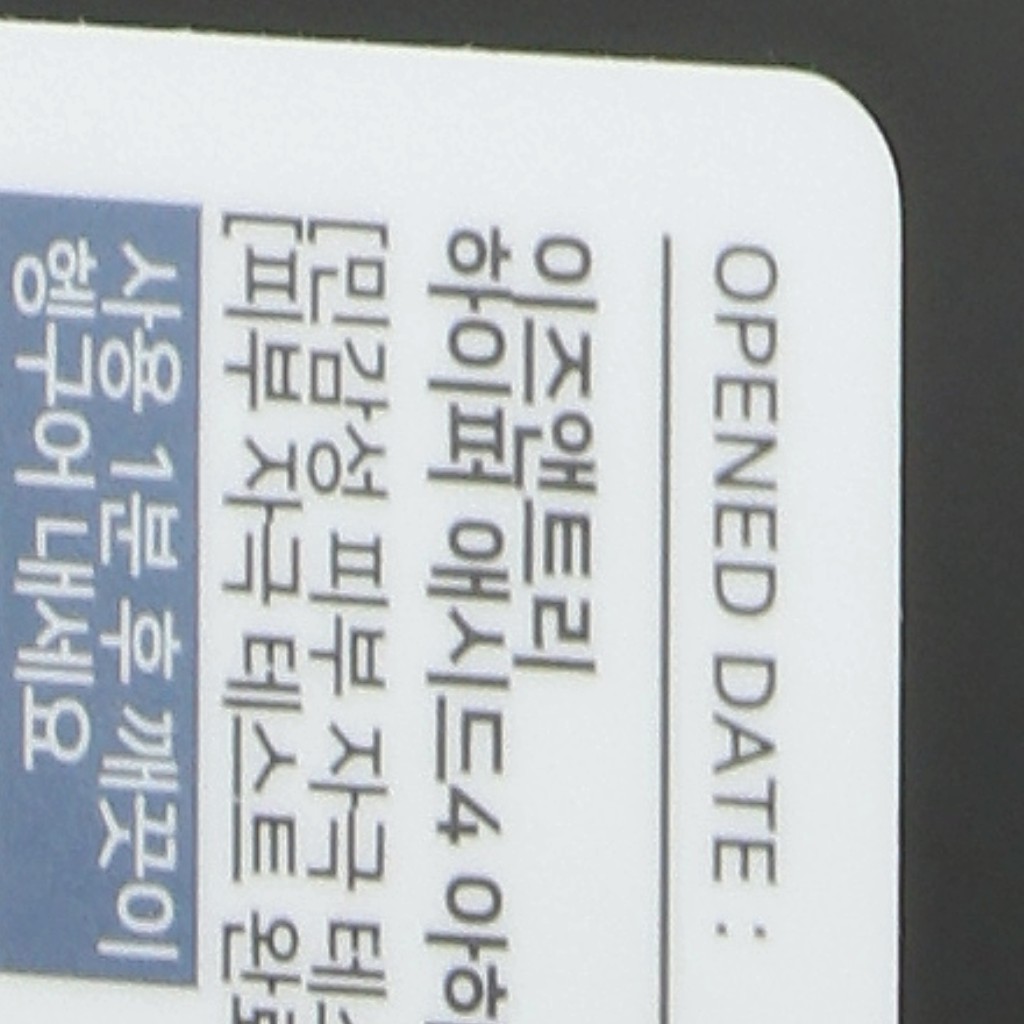 OPENED DATE :
이즈앤트리
하이퍼 애시드4 아하
[민감성 피부 자극 테스
[피부 자극 테스트 완료
사용 1분 후 깨끗이
헹구어 내세요